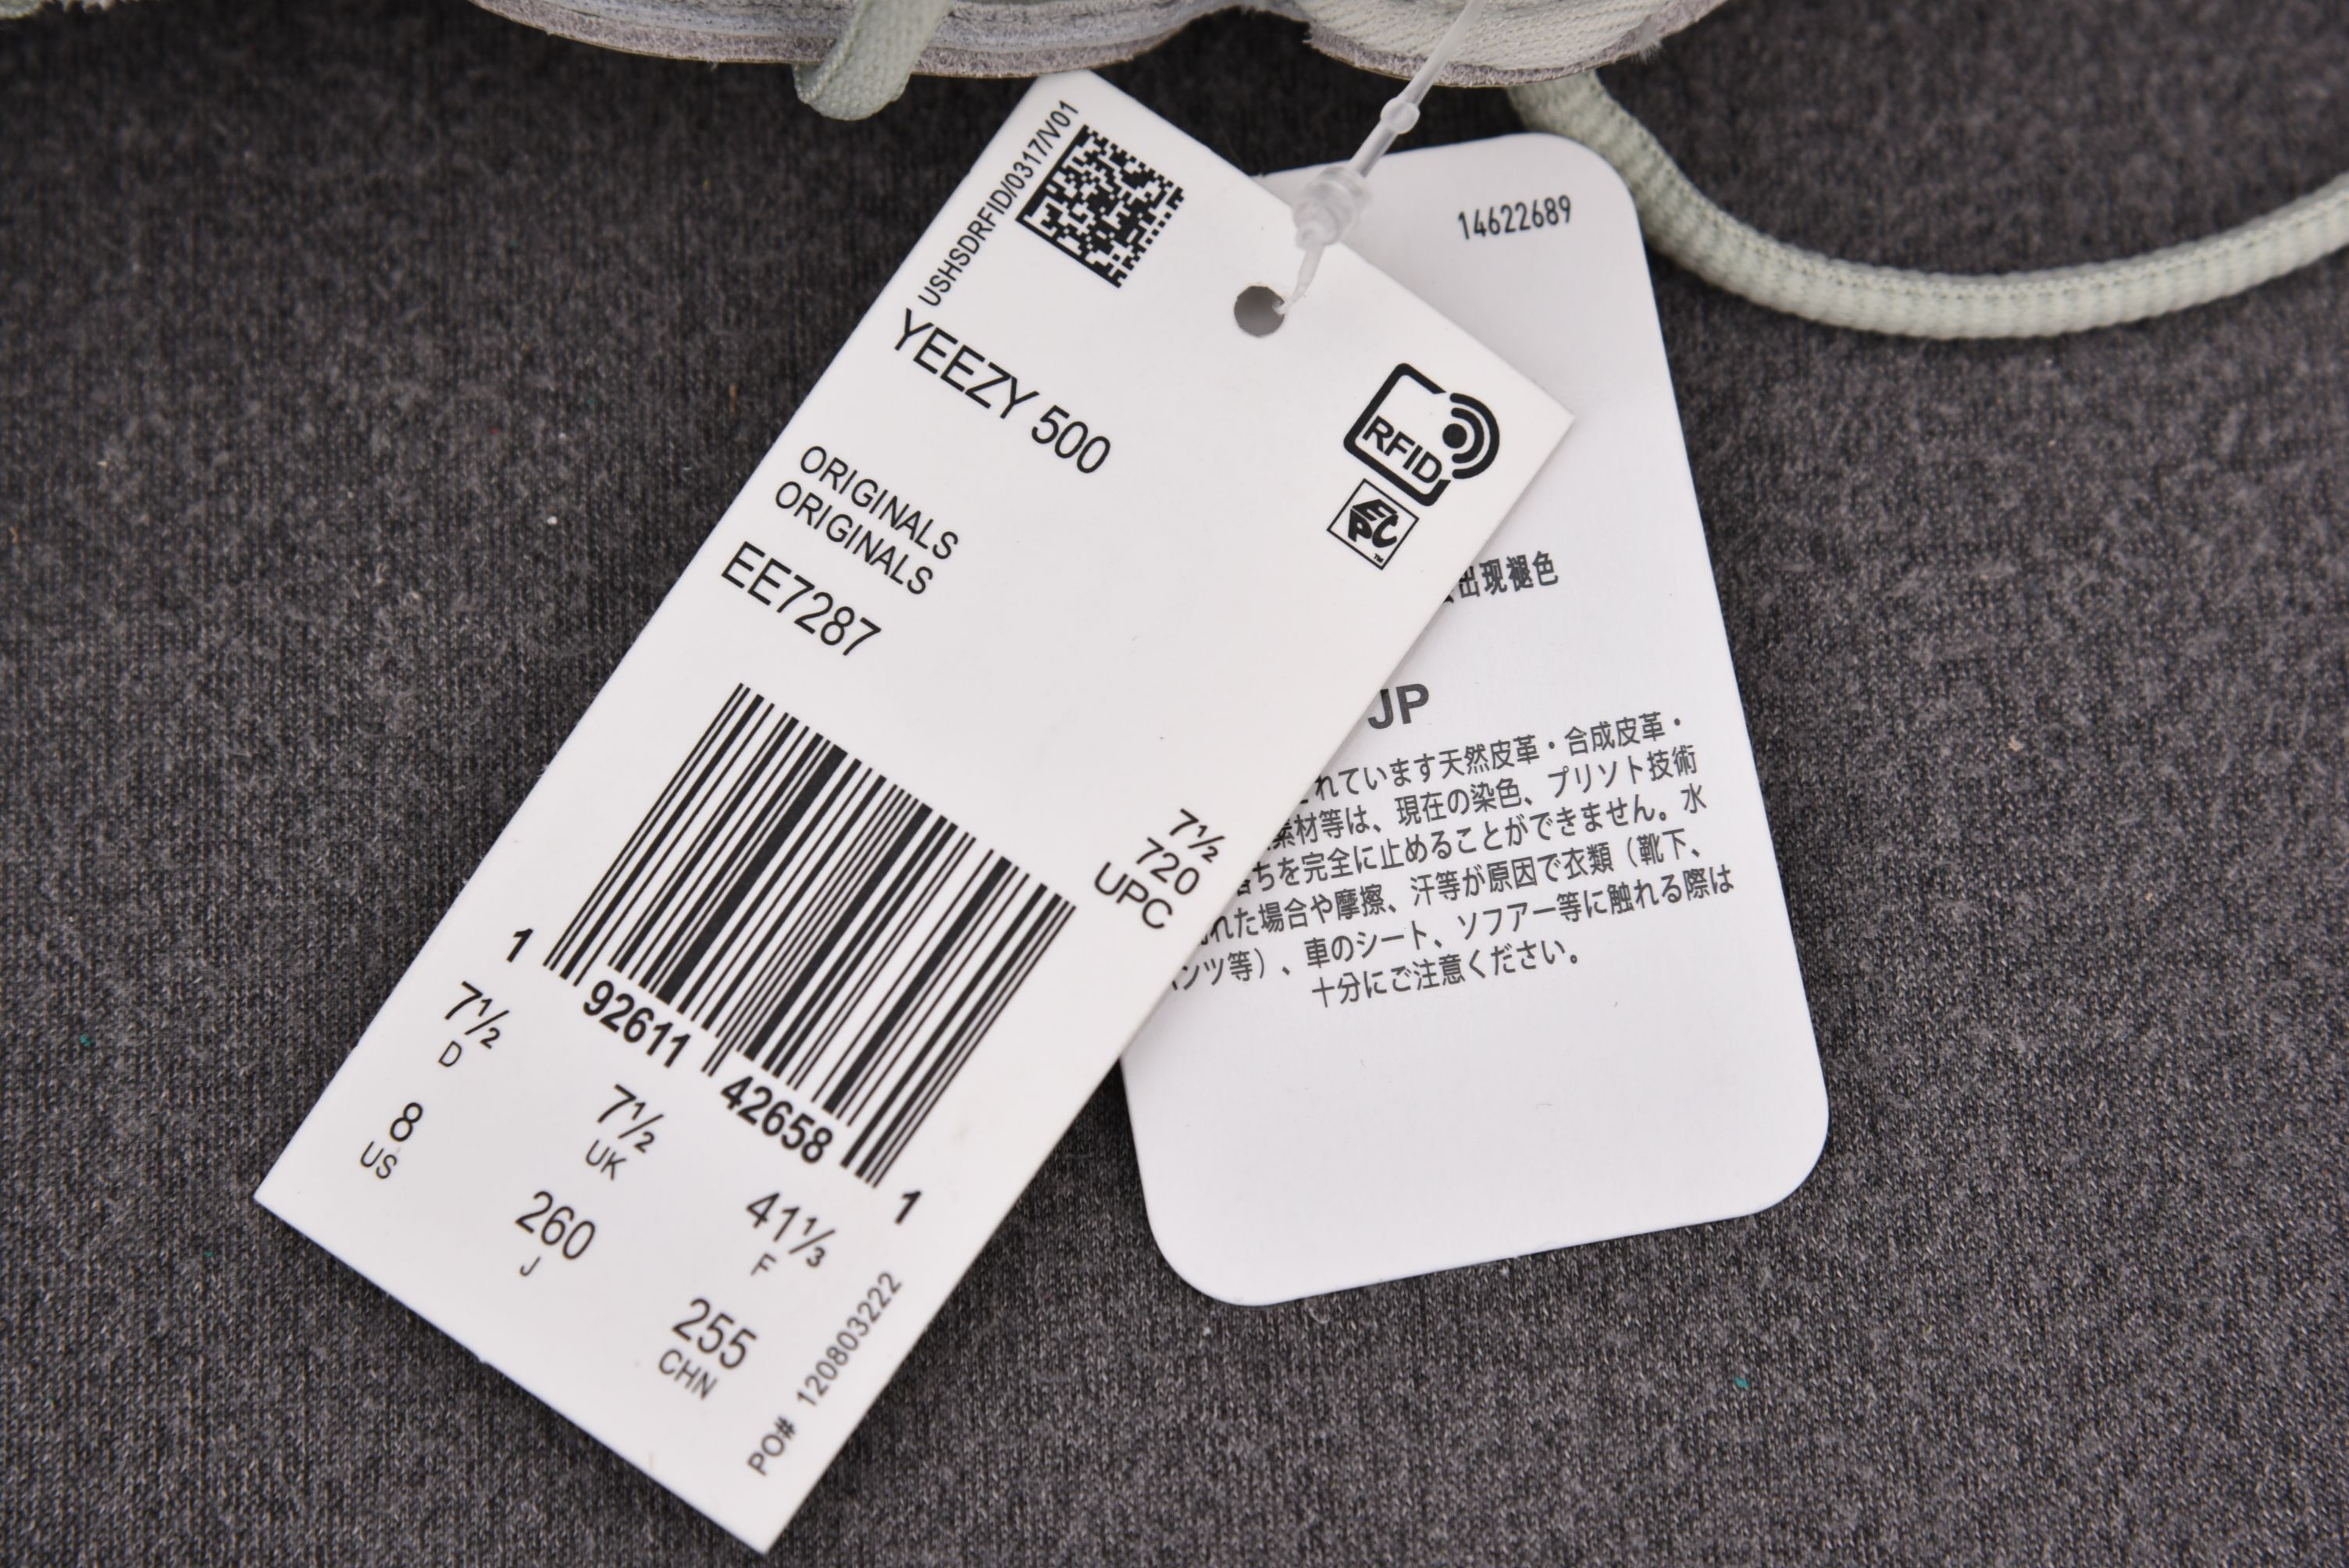 USHSDRFID/0317/V01
YEEZY 500
ORIGINALS
ORIGINALS
EE7287
RFID
EPC
TM
7½
720
UPC
1 92611 42658 1
7½
D
8
US
7½
UK
260
J
41⅓
F
255
CHN
PO# 120803222
14622689
出现褪色
JP
れています天然皮革・合成皮革・
素材等は、現在の染色、プリソト技術
ちを完全に止めることができません。水
れた場合や摩擦、汗等が原因で衣類（靴下、
ンツ等）、車のシート、ソフアー等に触れる際は
十分にご注意ください。